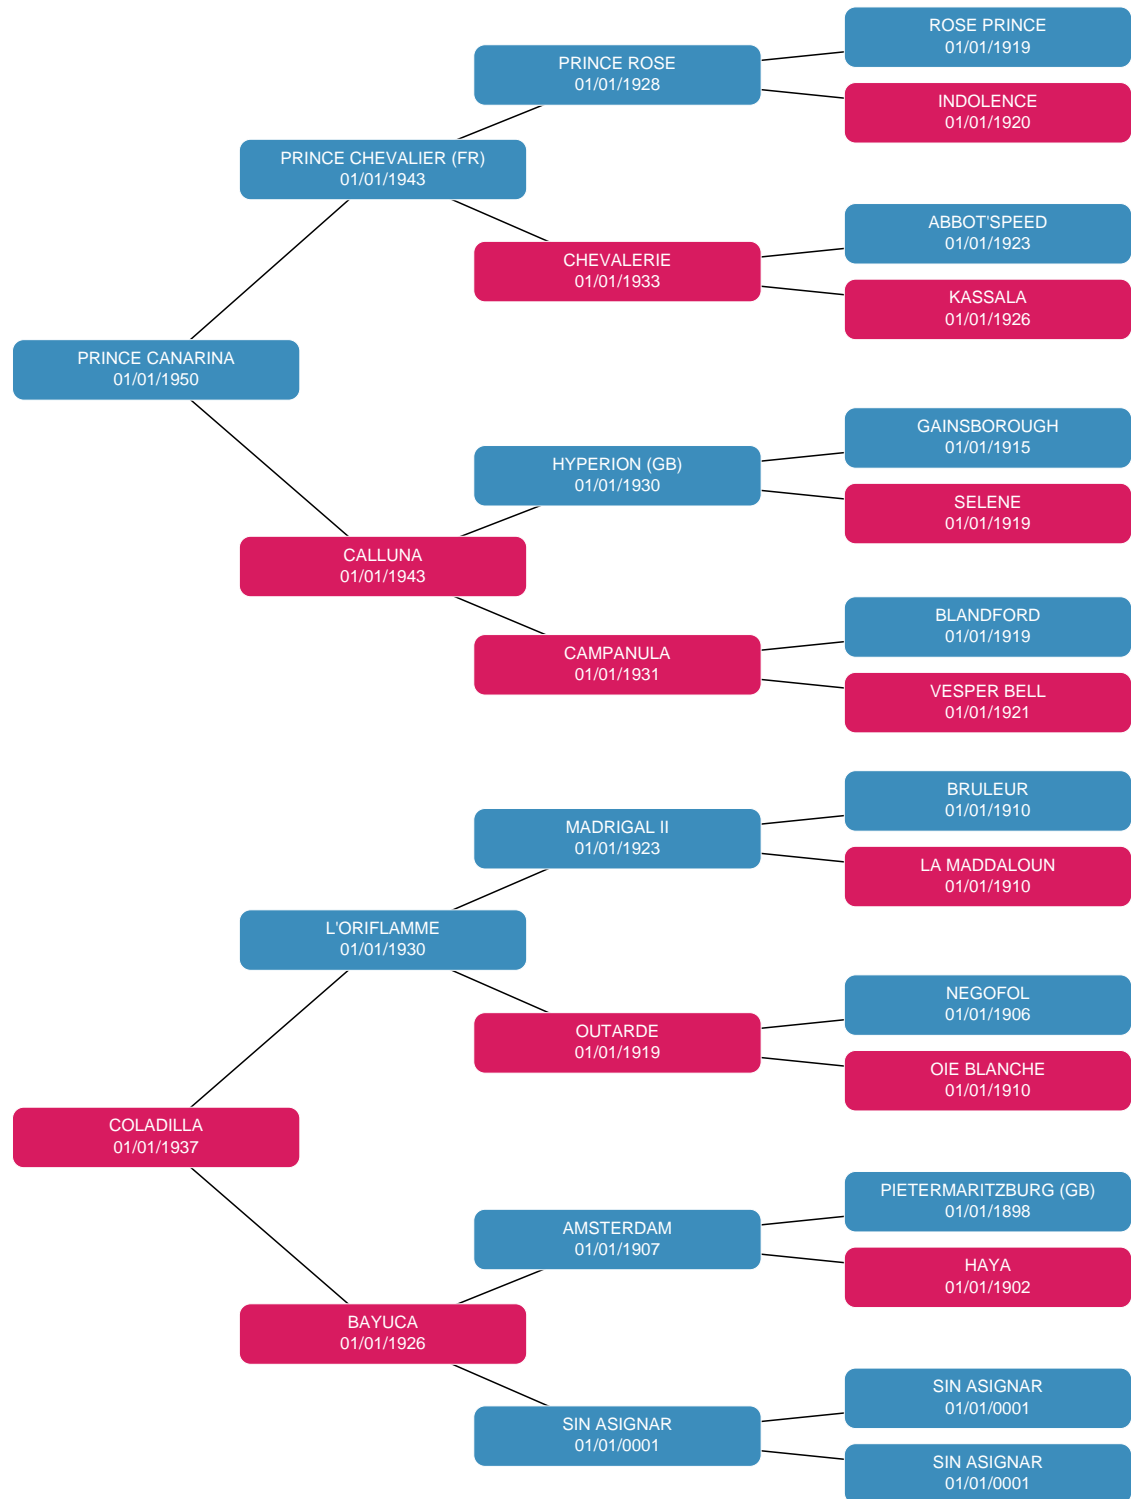 ROSE PRINCE
01/01/1919
PRINCE ROSE
01/01/1928
INDOLENCE
01/01/1920
PRINCE CHEVALIER (FR)
01/01/1943
ABBOT'SPEED
01/01/1923
CHEVALERIE
01/01/1933
KASSALA
01/01/1926
PRINCE CANARINA
01/01/1950
GAINSBOROUGH
01/01/1915
HYPERION (GB)
01/01/1930
SELENE
01/01/1919
CALLUNA
01/01/1943
BLANDFORD
01/01/1919
CAMPANULA
01/01/1931
VESPER BELL
01/01/1921
BRULEUR
01/01/1910
MADRIGAL II
01/01/1923
LA MADDALOUN
01/01/1910
L'ORIFLAMME
01/01/1930
NEGOFOL
01/01/1906
OUTARDE
01/01/1919
OIE BLANCHE
01/01/1910
COLADILLA
01/01/1937
PIETERMARITZBURG (GB)
01/01/1898
AMSTERDAM
01/01/1907
HAYA
01/01/1902
BAYUCA
01/01/1926
SIN ASIGNAR
01/01/0001
SIN ASIGNAR
01/01/0001
SIN ASIGNAR
01/01/0001